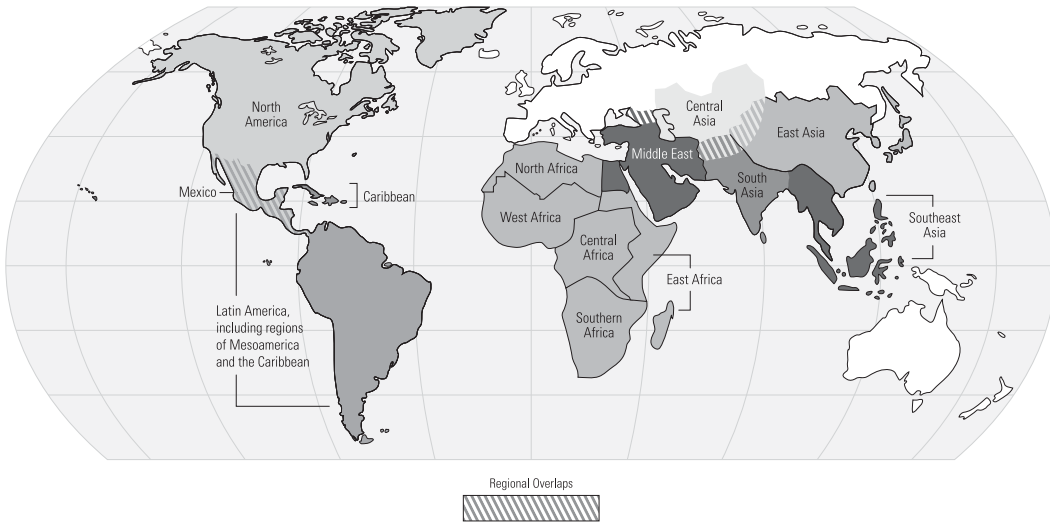 North
America
Central
Asia
East Asia
Middle East
North Africa
South
Asia
Mexico
Caribbean
West Africa
Southeast
Asia
Central
Africa
East Africa
Latin America,
including regions
of Mesoamerica
and the Caribbean
Southern
Africa
Regional Overlaps